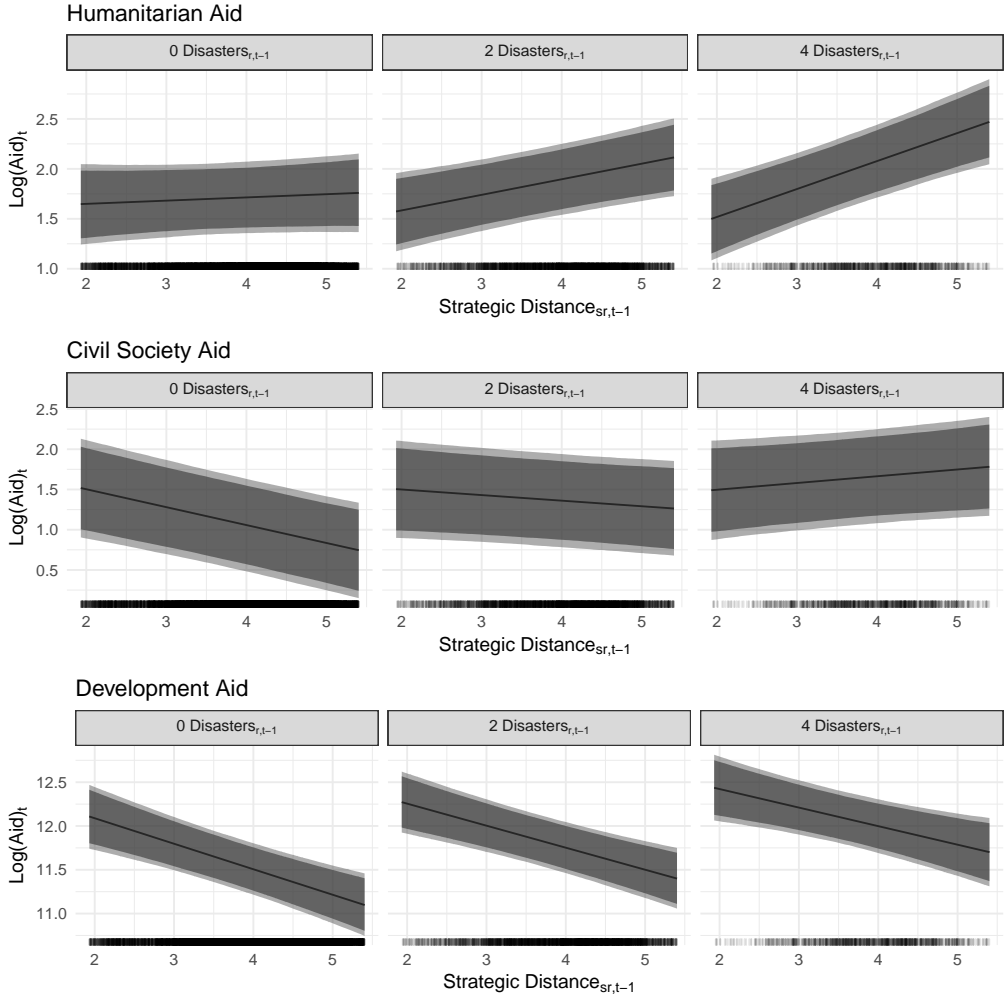 Humanitarian Aid
0 Disasters_{r,t−1} 2 Disasters_{r,t−1} 4 Disasters_{r,t−1}
Log(Aid)_t
2.5
2.0
1.5
1.0
2 3 4 5 2 3 4 5 2 3 4 5
Strategic Distance_{sr,t−1}
Civil Society Aid
0 Disasters_{r,t−1} 2 Disasters_{r,t−1} 4 Disasters_{r,t−1}
Log(Aid)_t
2.5
2.0
1.5
1.0
0.5
2 3 4 5 2 3 4 5 2 3 4 5
Strategic Distance_{sr,t−1}
Development Aid
0 Disasters_{r,t−1} 2 Disasters_{r,t−1} 4 Disasters_{r,t−1}
Log(Aid)_t
12.5
12.0
11.5
11.0
2 3 4 5 2 3 4 5 2 3 4 5
Strategic Distance_{sr,t−1}